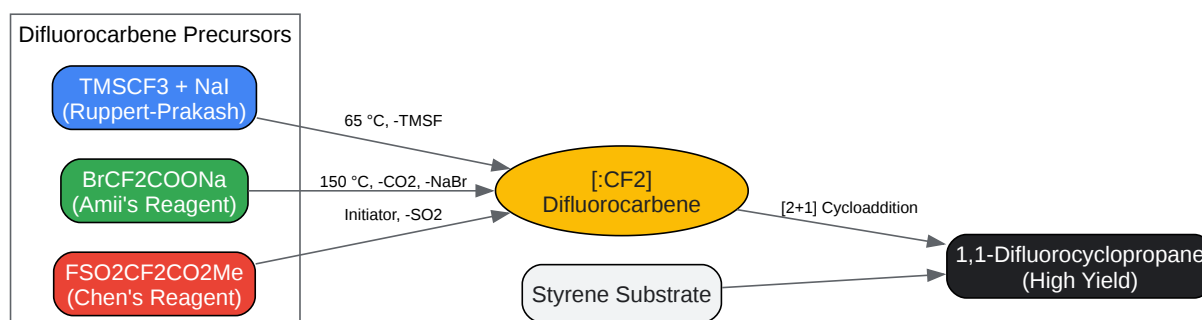 Difluorocarbene Precursors
TMSCF3 + NaI
(Ruppert-Prakash)
65 °C, -TMSF
BrCF2COONa
(Amii's Reagent)
150 °C, -CO2, -NaBr
[:CF2]
Difluorocarbene
Initiator, -SO2
[2+1] Cycloaddition
FSO2CF2CO2Me
(Chen's Reagent)
Styrene Substrate
1,1-Difluorocyclopropane
(High Yield)